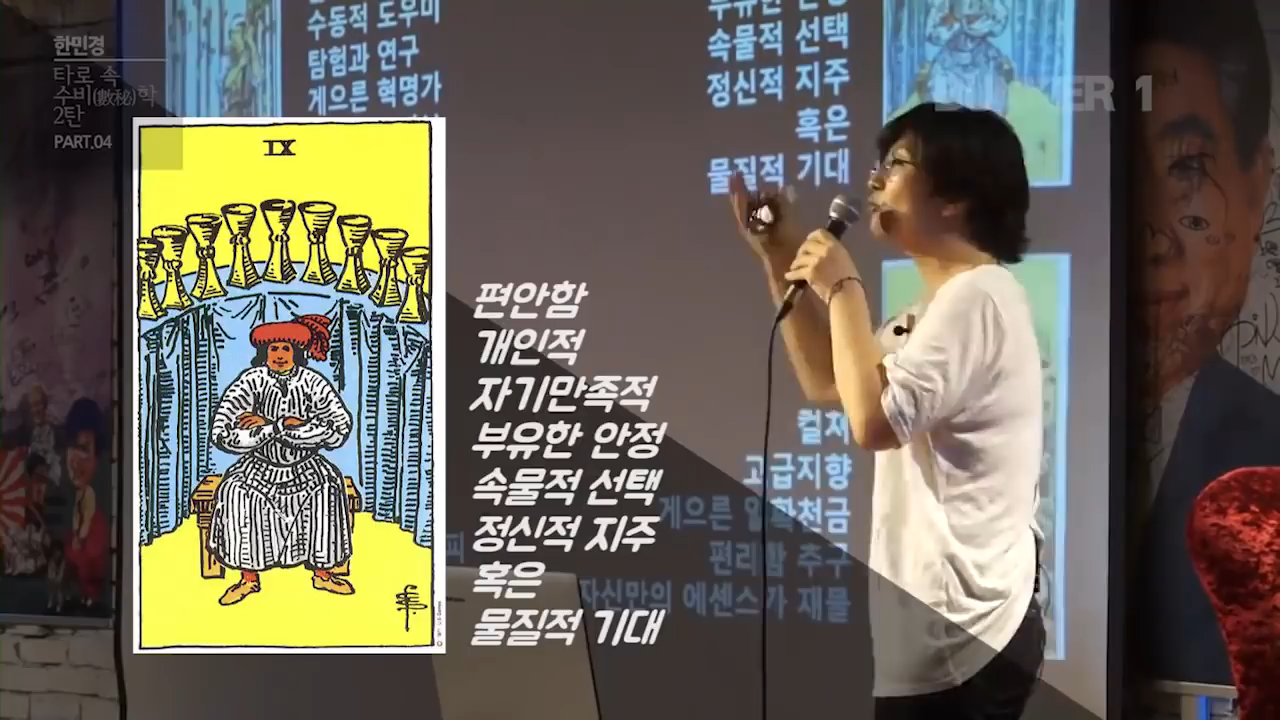 한민경
타로 속
수비(數秘)학
2탄
PART.04
수동적 도우미
탐험과 연구
게으른 혁명가
속물적 선택
정신적 지주
혹은
물질적 기대
1
IX
편안함
개인적
자기만족적
부유한 안정
속물적 선택
정신적 지주
혹은
물질적 기대
컬처
고급지향
게으른 일확천금
편리함 추구
자신만의 에센스가 재물